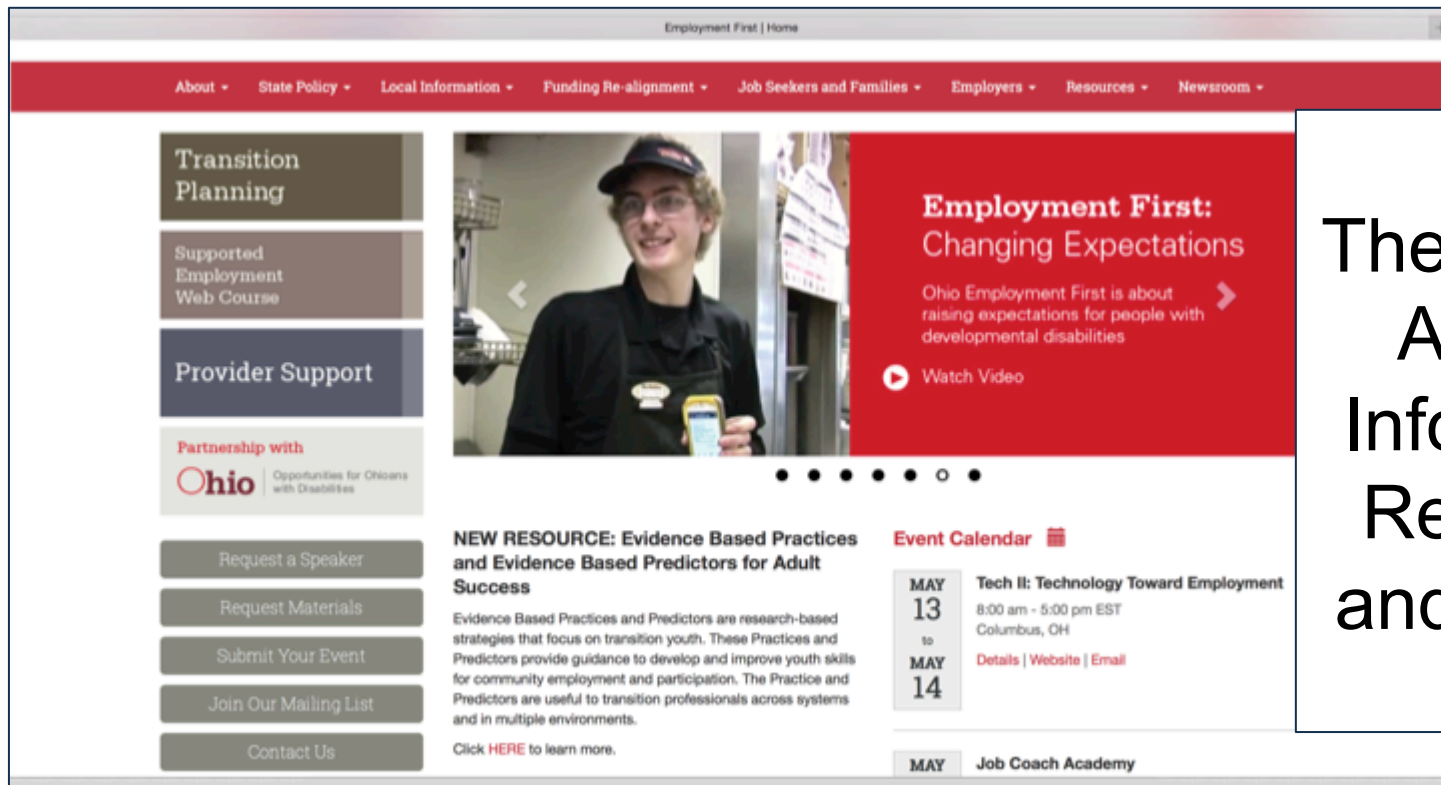 Employment First | Home
About State Policy Local Information Funding Re-alignment Job Seekers and Families Employers Resources Newsroom
Transition
Planning
Supported
Employment
Web Course
Provider Support
Partnership with
Ohio
Opportunities for Ohioans
with Disabilities
Request a Speaker
Request Materials
Submit Your Event
Join Our Mailing List
Contact Us
Employment First:
Changing Expectations
Ohio Employment First is about
raising expectations for people with
developmental disabilities
Watch Video
NEW RESOURCE: Evidence Based Practices
and Evidence Based Predictors for Adult
Success
Evidence Based Practices and Predictors are research-based
strategies that focus on transition youth. These Practices and
Predictors provide guidance to develop and improve youth skills
for community employment and participation. The Practice and
Predictors are useful to transition professionals across systems
and in multiple environments.
Click HERE to learn more.
Event Calendar
MAY
13
to
MAY
14
Tech II: Technology Toward Employment
8:00 am - 5:00 pm EST
Columbus, OH
Details | Website | Email
MAY
Job Coach Academy
The
A
Info
Re
and